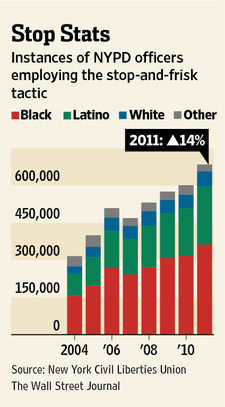 Stop Stats
Instances of NYPD officers
employing the stop-and-frisk
tactic
Black Latino White Other
2011: ▲14%
600,000
450,000
300,000
150,000
0
2004 '06 '08 '10
Source: New York Civil Liberties Union
The Wall Street Journal